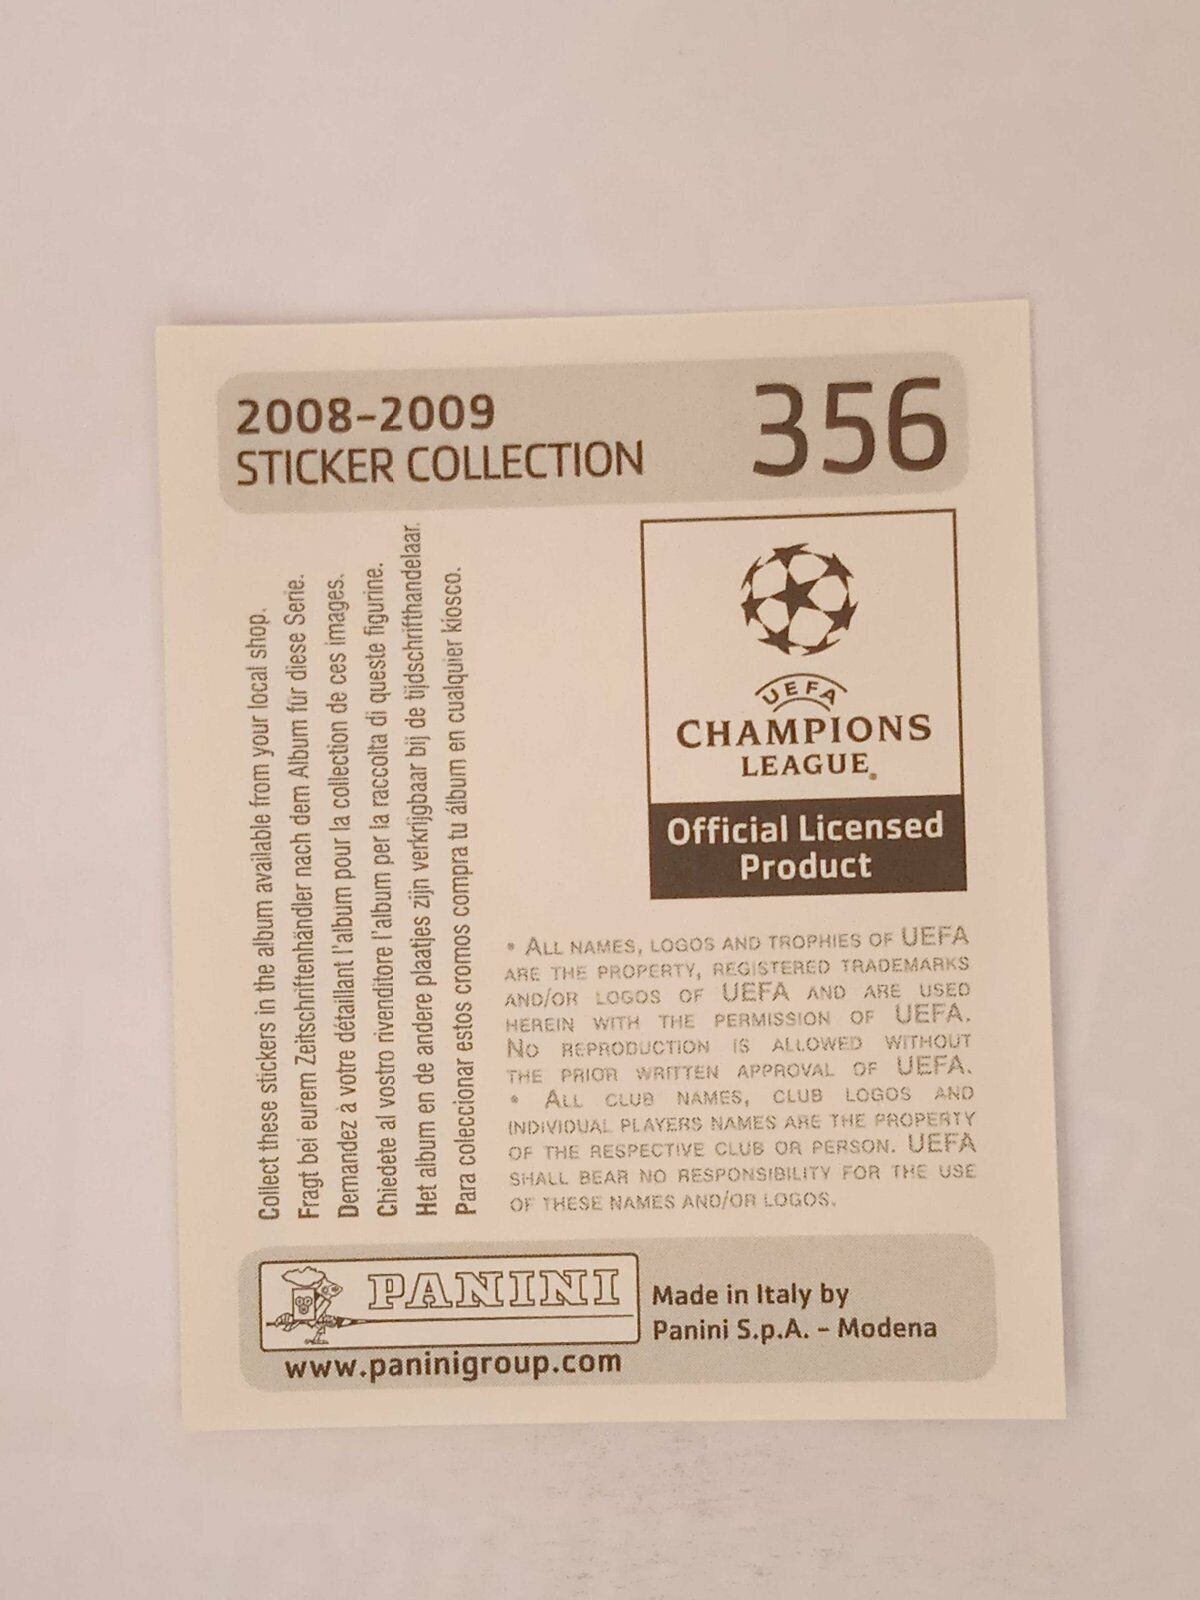 2008-2009
STICKER COLLECTION
356
Collect these stickers in the album available from your local shop.
Fragt bei eurem Zeitschriftenhändler nach dem Album für diese Serie.
Demandez à votre détaillant l'album pour la collection de ces images.
Chiedete al vostro rivenditore l'album per la raccolta di queste figurine.
Het album en de andere plaatjes zijn verkrijgbaar bij de tijdschrifthandelaar.
Para coleccionar estos cromos compra tu álbum en cualquier kiosco.
UEFA
CHAMPIONS
LEAGUE®
Official Licensed
Product
• ALL NAMES, LOGOS AND TROPHIES OF UEFA
ARE THE PROPERTY, REGISTERED TRADEMARKS
AND/OR LOGOS OF UEFA AND ARE USED
HEREIN WITH THE PERMISSION OF UEFA.
NO REPRODUCTION IS ALLOWED WITHOUT
THE PRIOR WRITTEN APPROVAL OF UEFA.
• ALL CLUB NAMES, CLUB LOGOS AND
INDIVIDUAL PLAYERS NAMES ARE THE PROPERTY
OF THE RESPECTIVE CLUB OR PERSON. UEFA
SHALL BEAR NO RESPONSIBILITY FOR THE USE
OF THESE NAMES AND/OR LOGOS.
PANINI
www.paninigroup.com
Made in Italy by
Panini S.p.A. - Modena